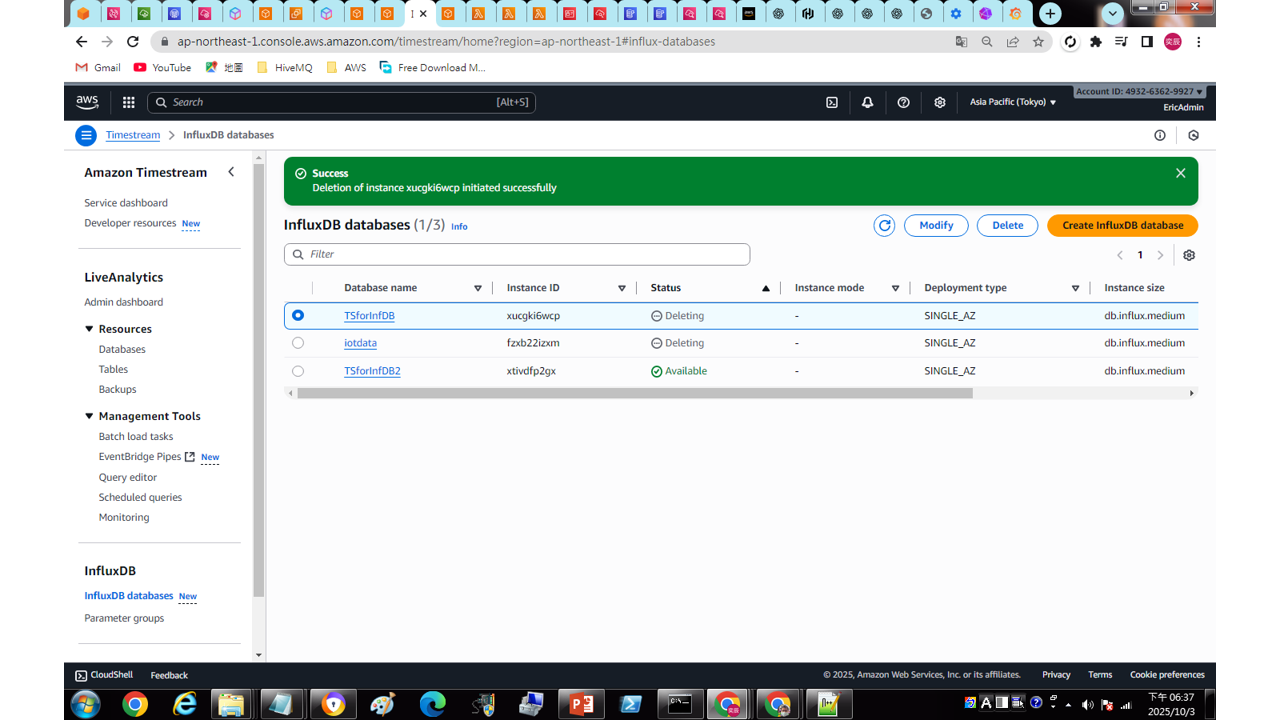 ap-northeast-1.console.aws.amazon.com/timestream/home?region=ap-northeast-1#influx-databases
Gmail YouTube 地圖 HiveMQ AWS Free Download M...
aws Search [Alt+S] Asia Pacific (Tokyo) Account ID: 4932-6362-9927
EricAdmin
Timestream > InfluxDB databases
Amazon Timestream
Service dashboard
Developer resources New
LiveAnalytics
Admin dashboard
Resources
Databases
Tables
Backups
Management Tools
Batch load tasks
EventBridge Pipes New
Query editor
Scheduled queries
Monitoring
InfluxDB
InfluxDB databases New
Parameter groups
Success
Deletion of instance xucgki6wcp initiated successfully
InfluxDB databases (1/3) Info Modify Delete Create InfluxDB database
Filter 1
Database name Instance ID Status Instance mode Deployment type Instance size
TSforInfDB xucgki6wcp Deleting - SINGLE_AZ db.influx.medium
iotdata fzxb22izxm Deleting - SINGLE_AZ db.influx.medium
TSforInfDB2 xtivdfp2gx Available - SINGLE_AZ db.influx.medium
CloudShell Feedback © 2025, Amazon Web Services, Inc. or its affiliates. Privacy Terms Cookie preferences
下午 06:37
2025/10/3